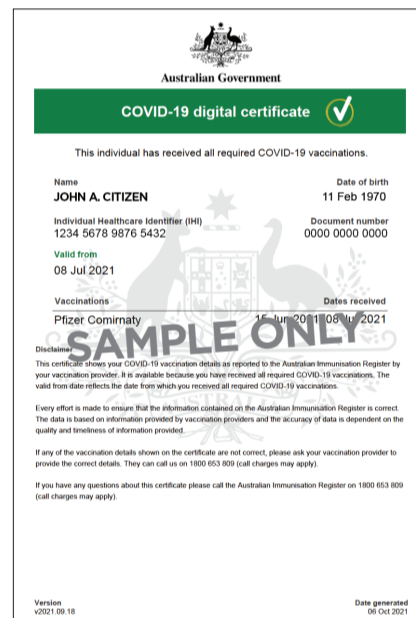 Australian Government
COVID-19 digital certificate
This individual has received all required COVID-19 vaccinations.
Name Date of birth
JOHN A. CITIZEN 11 Feb 1970
Individual Healthcare Identifier (IHI) Document number
1234 5678 9876 5432 0000 0000 0000
Valid from
08 Jul 2021
Vaccinations Dates received
Pfizer Comirnaty 15 Jun 2021 08 Jul 2021
SAMPLE ONLY
Disclaimer
This certificate shows your COVID-19 vaccination details as reported to the Australian Immunisation Register by
your vaccination provider. It is available because you have received all required COVID-19 vaccinations. The
valid from date reflects the date from which you received all required COVID-19 vaccinations.
Every effort is made to ensure that the information contained on the Australian Immunisation Register is correct.
The data is based on information provided by vaccination providers and the accuracy of data is dependent on the
quality and timeliness of information provided.
If any of the vaccination details shown on the certificate are not correct, please ask your vaccination provider to
provide the correct details. They can call us on 1800 653 809 (call charges may apply).
If you have any questions about this certificate please call the Australian Immunisation Register on 1800 653 809
(call charges may apply).
Version Date generated
v2021.09.18 06 Oct 2021